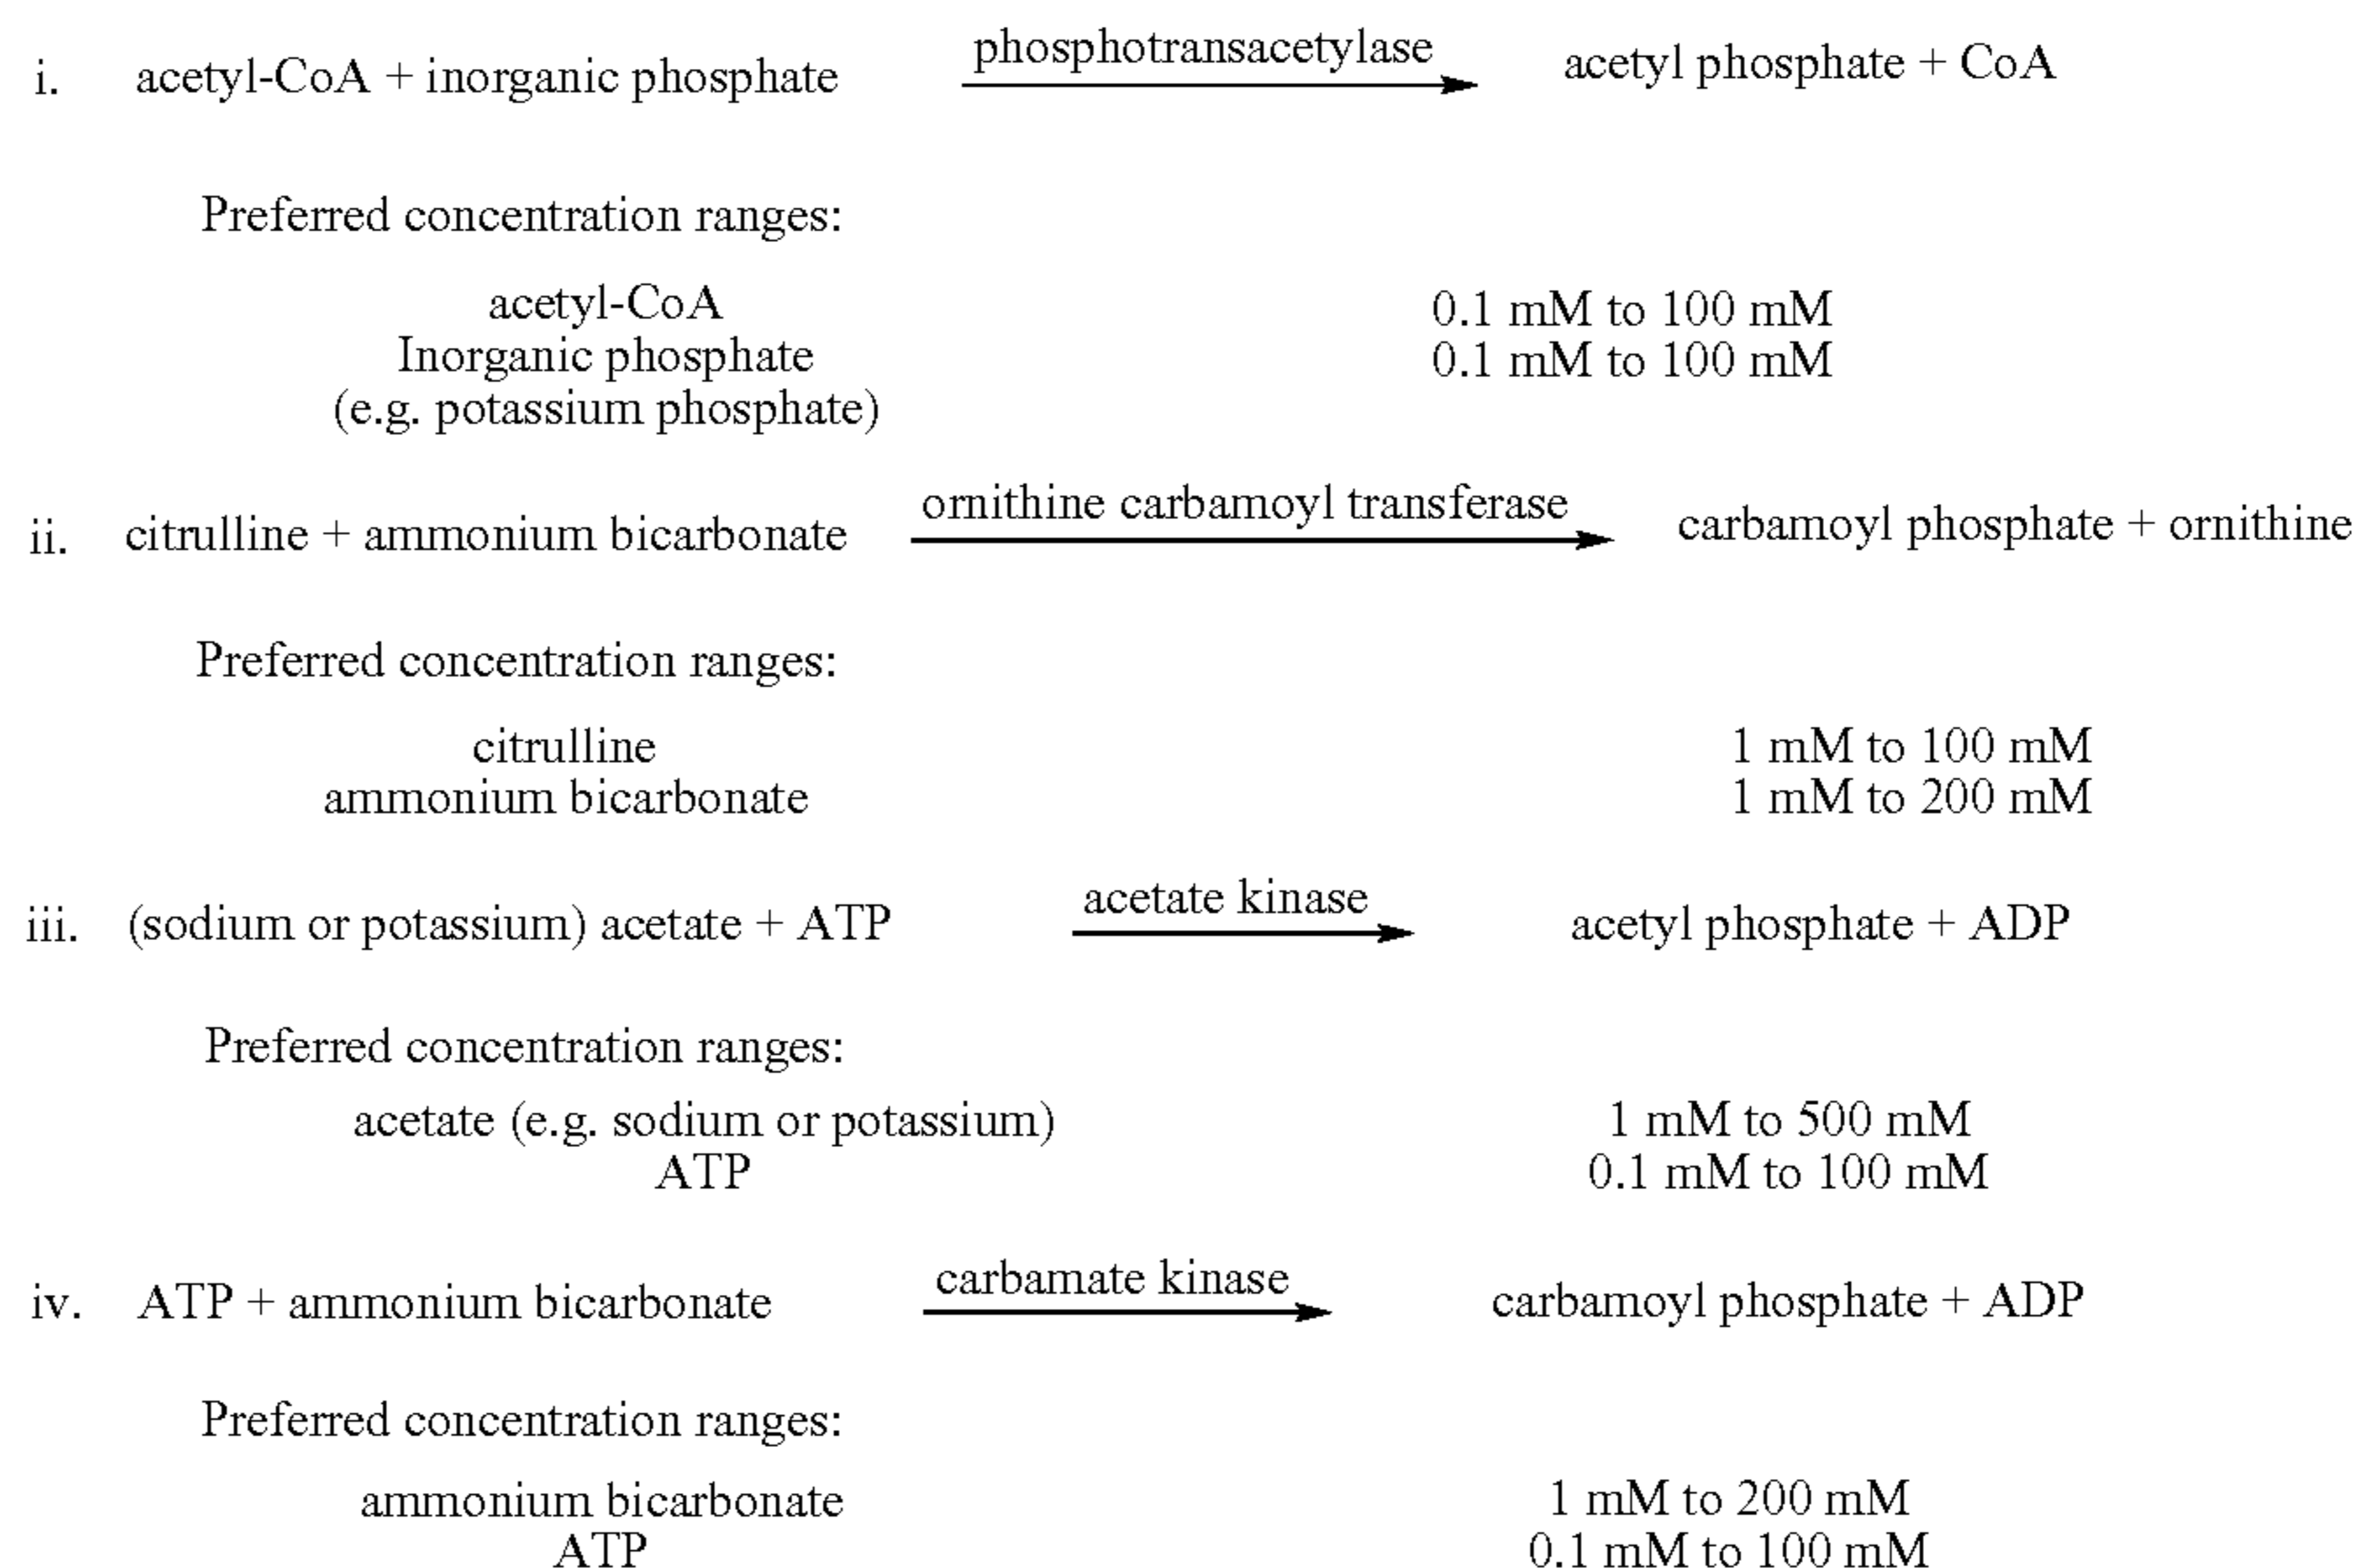 i. acetyl-CoA + inorganic phosphate phosphotransacetylase acetyl phosphate + CoA
Preferred concentration ranges:
acetyl-CoA 0.1 mM to 100 mM
Inorganic phosphate 0.1 mM to 100 mM
(e.g. potassium phosphate)
ii. citrulline + ammonium bicarbonate ornithine carbamoyl transferase carbamoyl phosphate + ornithine
Preferred concentration ranges:
citrulline 1 mM to 100 mM
ammonium bicarbonate 1 mM to 200 mM
iii. (sodium or potassium) acetate + ATP acetate kinase acetyl phosphate + ADP
Preferred concentration ranges:
acetate (e.g. sodium or potassium) 1 mM to 500 mM
ATP 0.1 mM to 100 mM
iv. ATP + ammonium bicarbonate carbamate kinase carbamoyl phosphate + ADP
Preferred concentration ranges:
ammonium bicarbonate 1 mM to 200 mM
ATP 0.1 mM to 100 mM